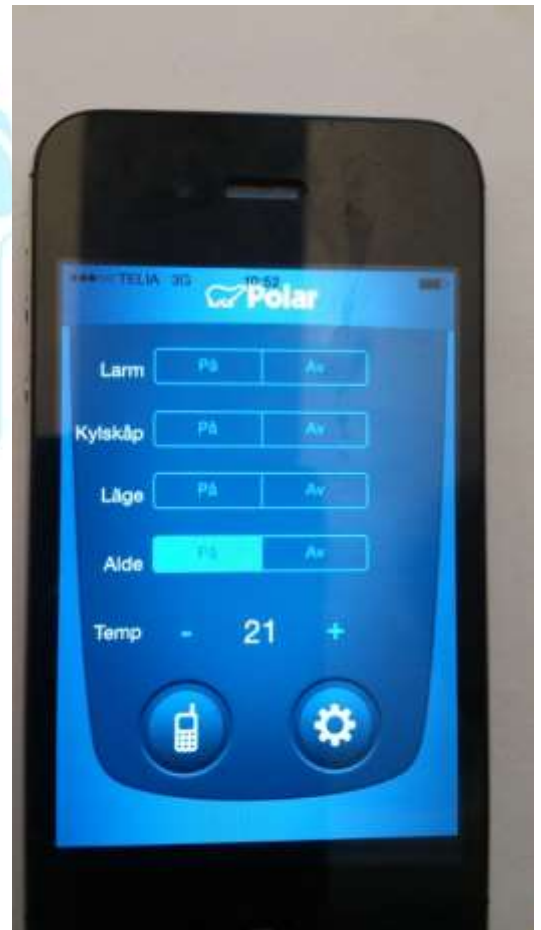 TELIA 3G 10:52
Polar
Larm På Av
Kylskåp På Av
Läge På Av
Alde På Av
Temp - 21 +